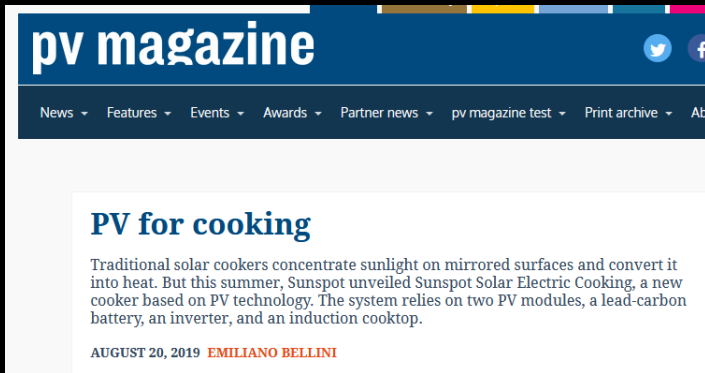 pv magazine
News Features Events Awards Partner news pv magazine test Print archive
PV for cooking
Traditional solar cookers concentrate sunlight on mirrored surfaces and convert it
into heat. But this summer, Sunspot unveiled Sunspot Solar Electric Cooking, a new
cooker based on PV technology. The system relies on two PV modules, a lead-carbon
battery, an inverter, and an induction cooktop.
AUGUST 20, 2019 EMILIANO BELLINI